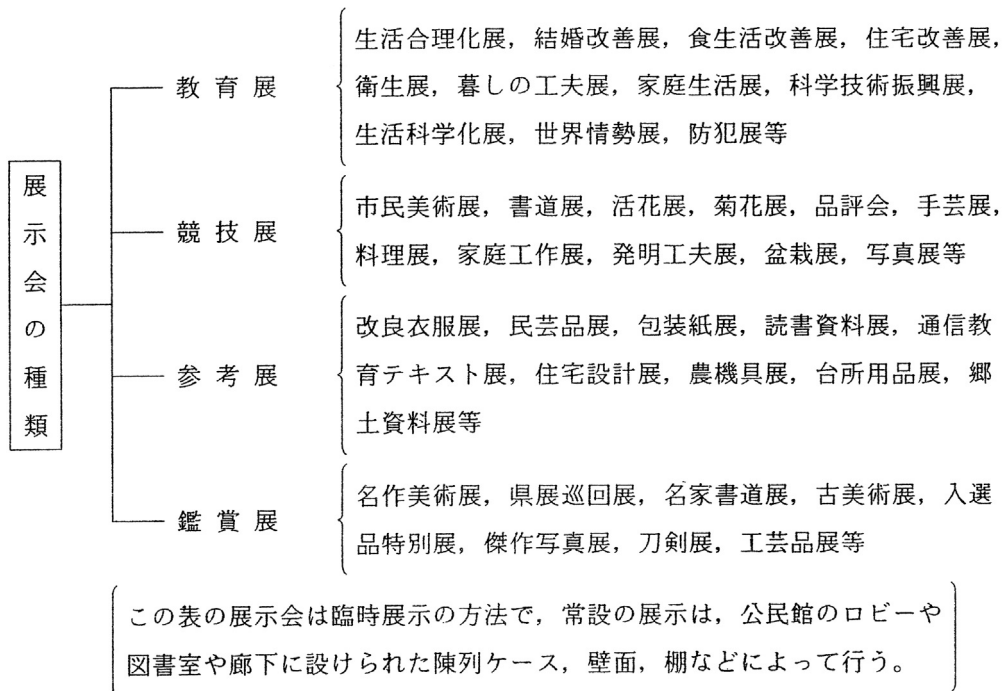 展示会の種類
教育展
生活合理化展，結婚改善展，食生活改善展，住宅改善展，
衛生展，暮しの工夫展，家庭生活展，科学技術振興展，
生活科学化展，世界情勢展，防犯展等
競技展
市民美術展，書道展，活花展，菊花展，品評会，手芸展，
料理展，家庭工作展，発明工夫展，盆栽展，写真展等
参考展
改良衣服展，民芸品展，包装紙展，読書資料展，通信教
育テキスト展，住宅設計展，農機具展，台所用品展，郷
土資料展等
鑑賞展
名作美術展，県展巡回展，名家書道展，古美術展，入選
品特別展，傑作写真展，刀剣展，工芸品展等
この表の展示会は臨時展示の方法で，常設の展示は，公民館のロビーや
図書室や廊下に設けられた陳列ケース，壁面，棚などによって行う。